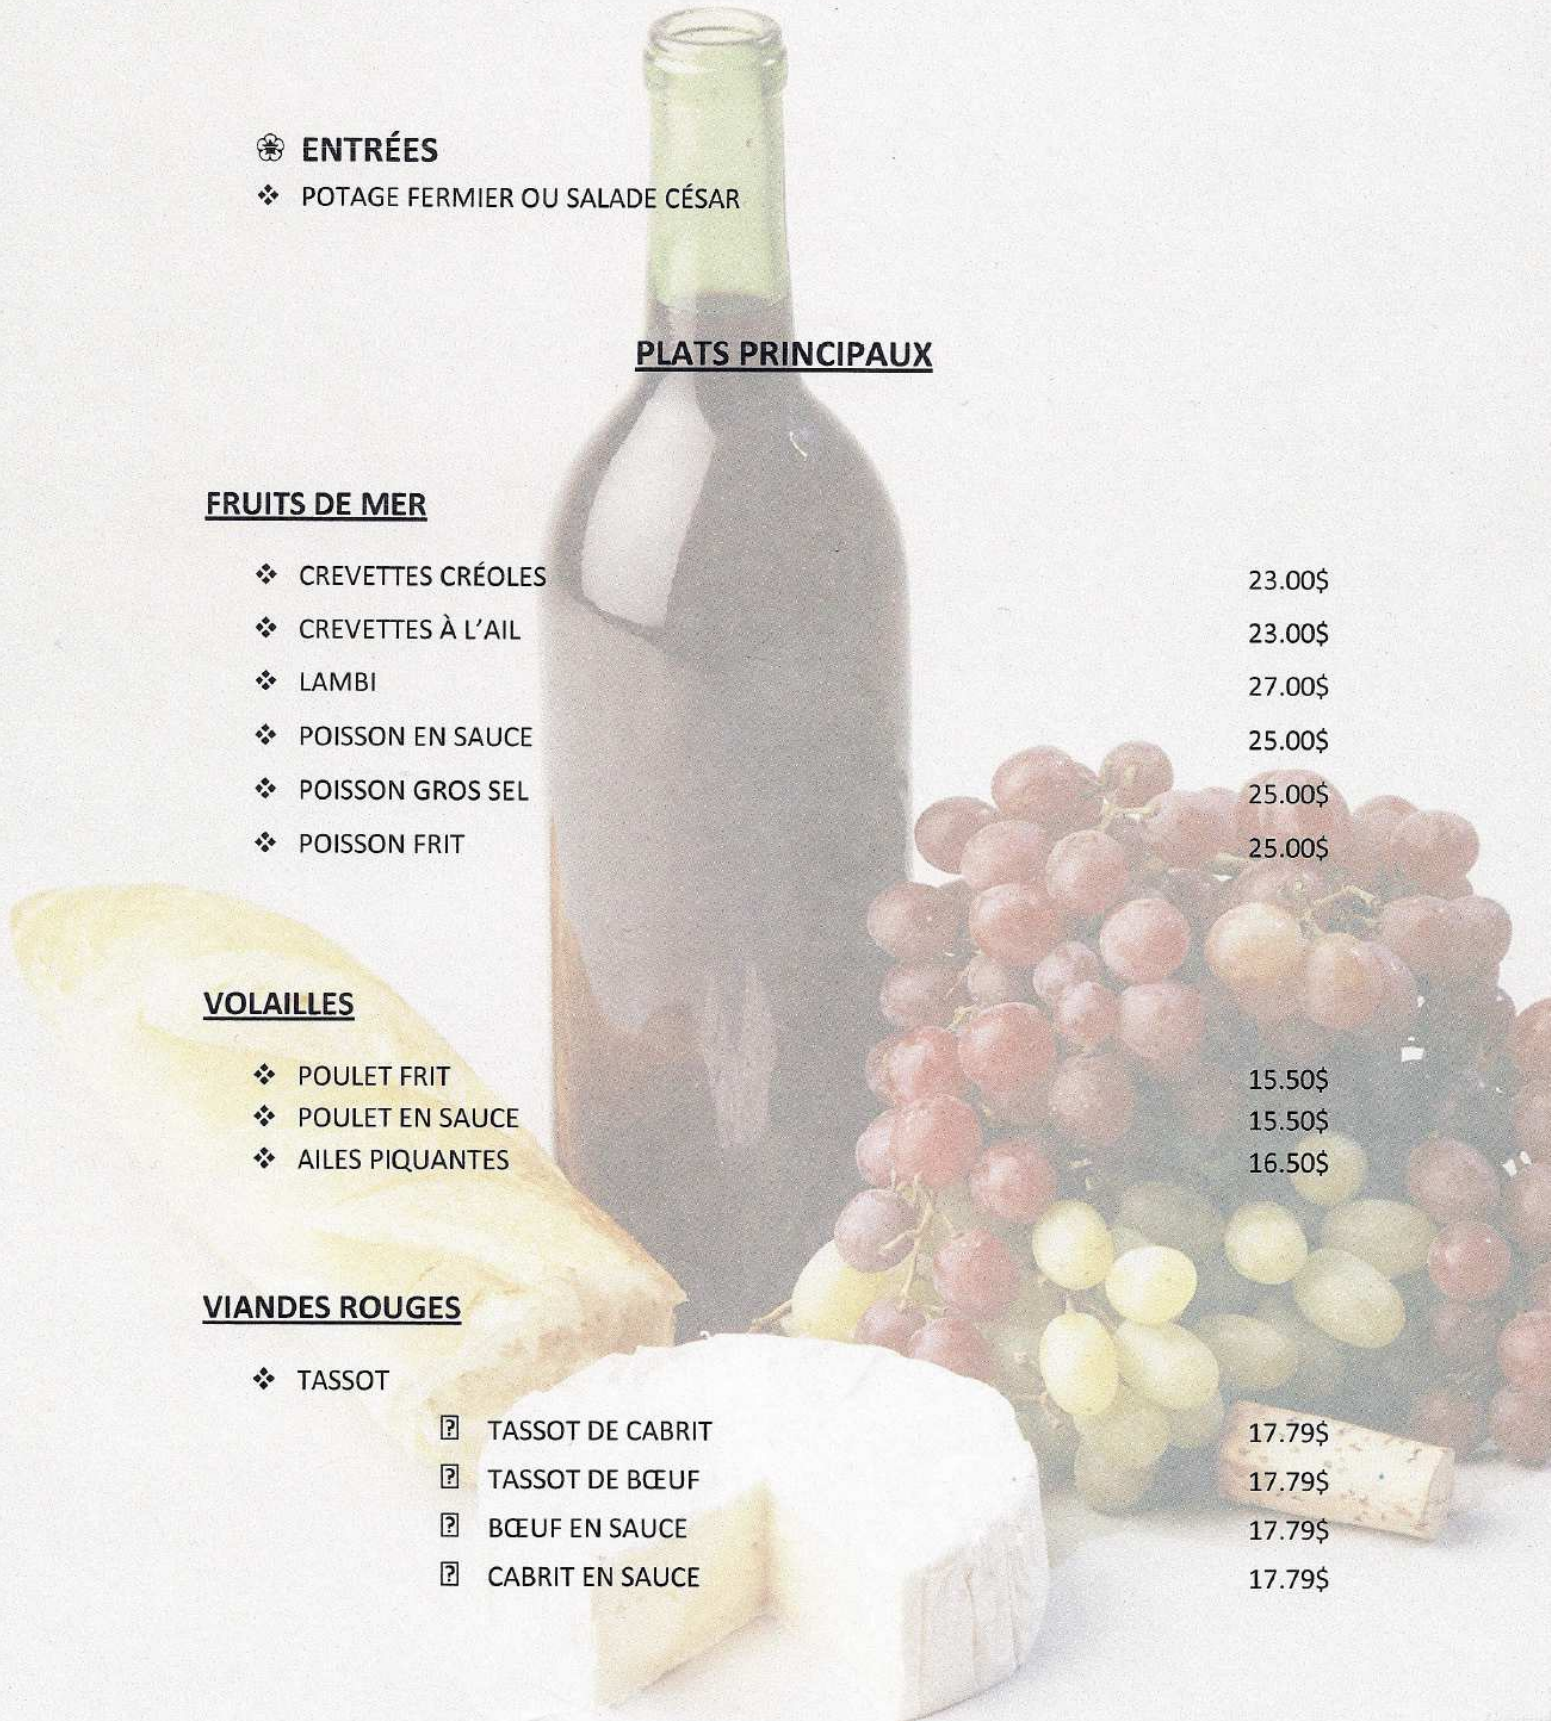 ENTRÉES
POTAGE FERMIER OU SALADE CÉSAR
PLATS PRINCIPAUX
FRUITS DE MER
CREVETTES CRÉOLES 23.00$
CREVETTES À L'AIL 23.00$
LAMBI 27.00$
POISSON EN SAUCE 25.00$
POISSON GROS SEL 25.00$
POISSON FRIT 25.00$
VOLAILLES
POULET FRIT 15.50$
POULET EN SAUCE 15.50$
AILES PIQUANTES 16.50$
VIANDES ROUGES
TASSOT
TASSOT DE CABRIT 17.79$
TASSOT DE BŒUF 17.79$
BŒUF EN SAUCE 17.79$
CABRIT EN SAUCE 17.79$